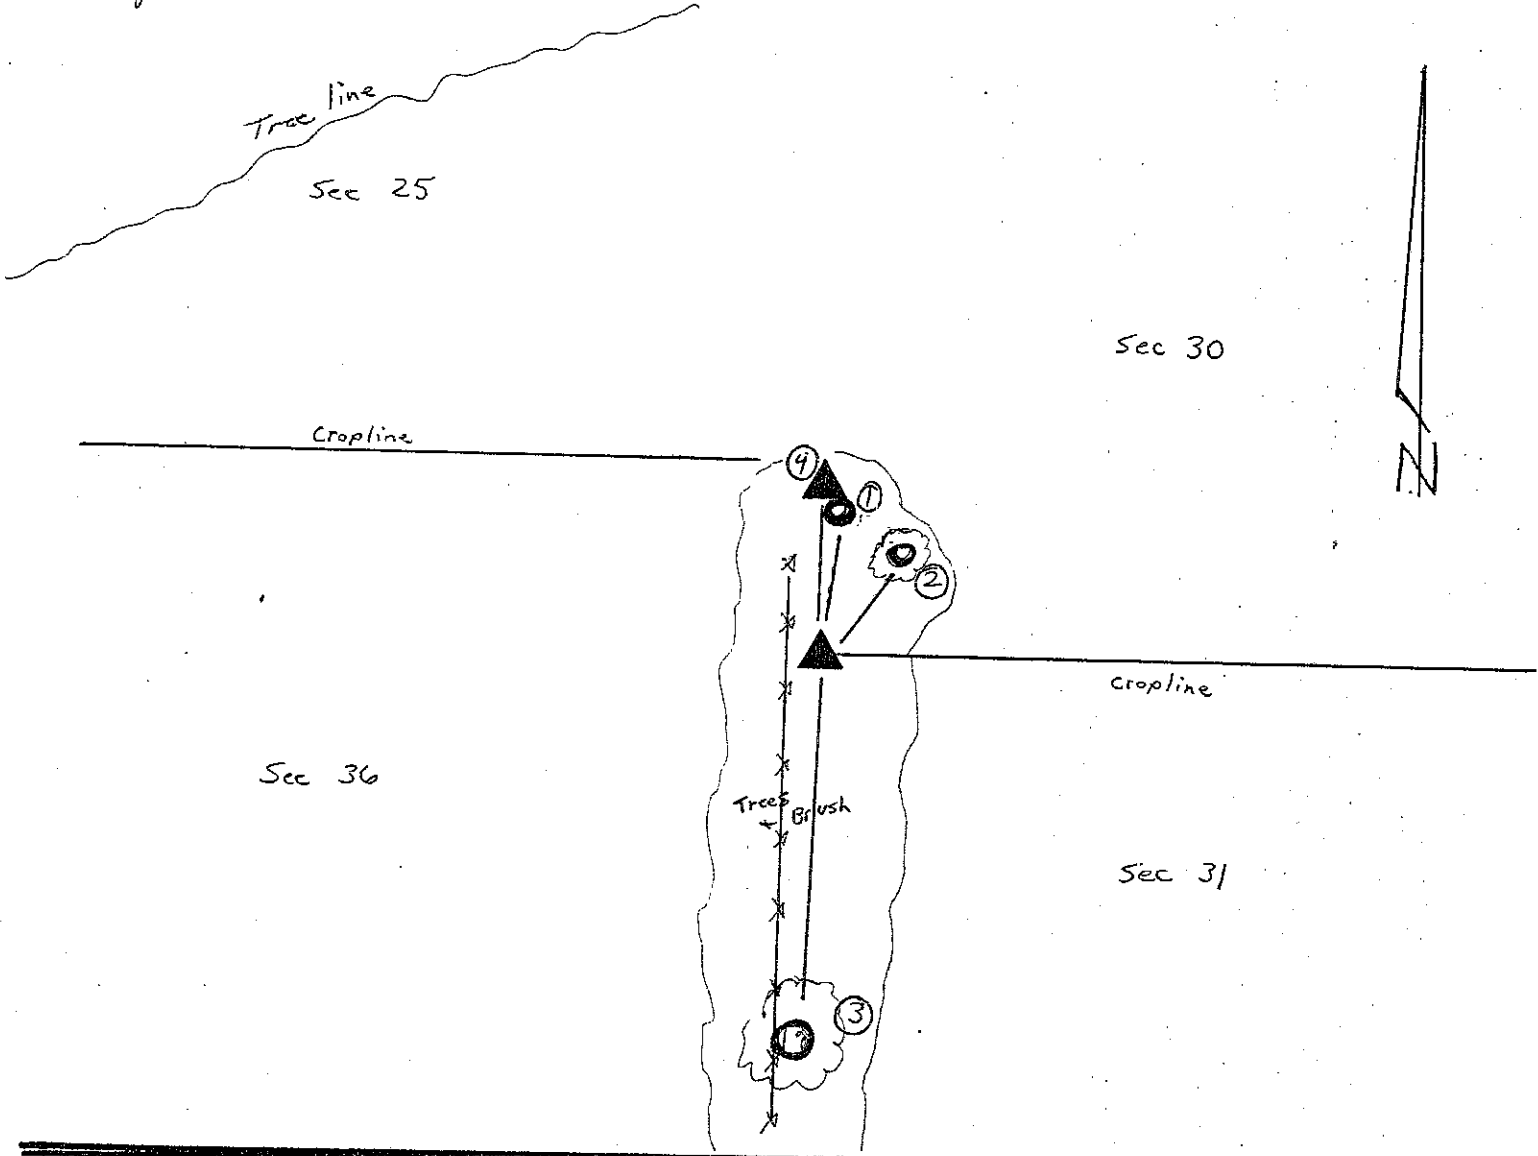 Tree line
Sec 25
Sec 30
Cropline
N
4
1
2
cropline
Sec 36
Trees
+ Brush
Sec 31
3